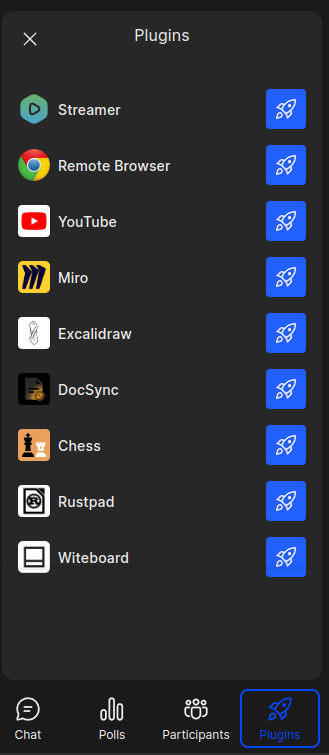 Plugins
Streamer
Remote Browser
YouTube
Miro
Excalidraw
DocSync
Chess
Rustpad
Witeboard
Chat
Polls
Participants
Plugins